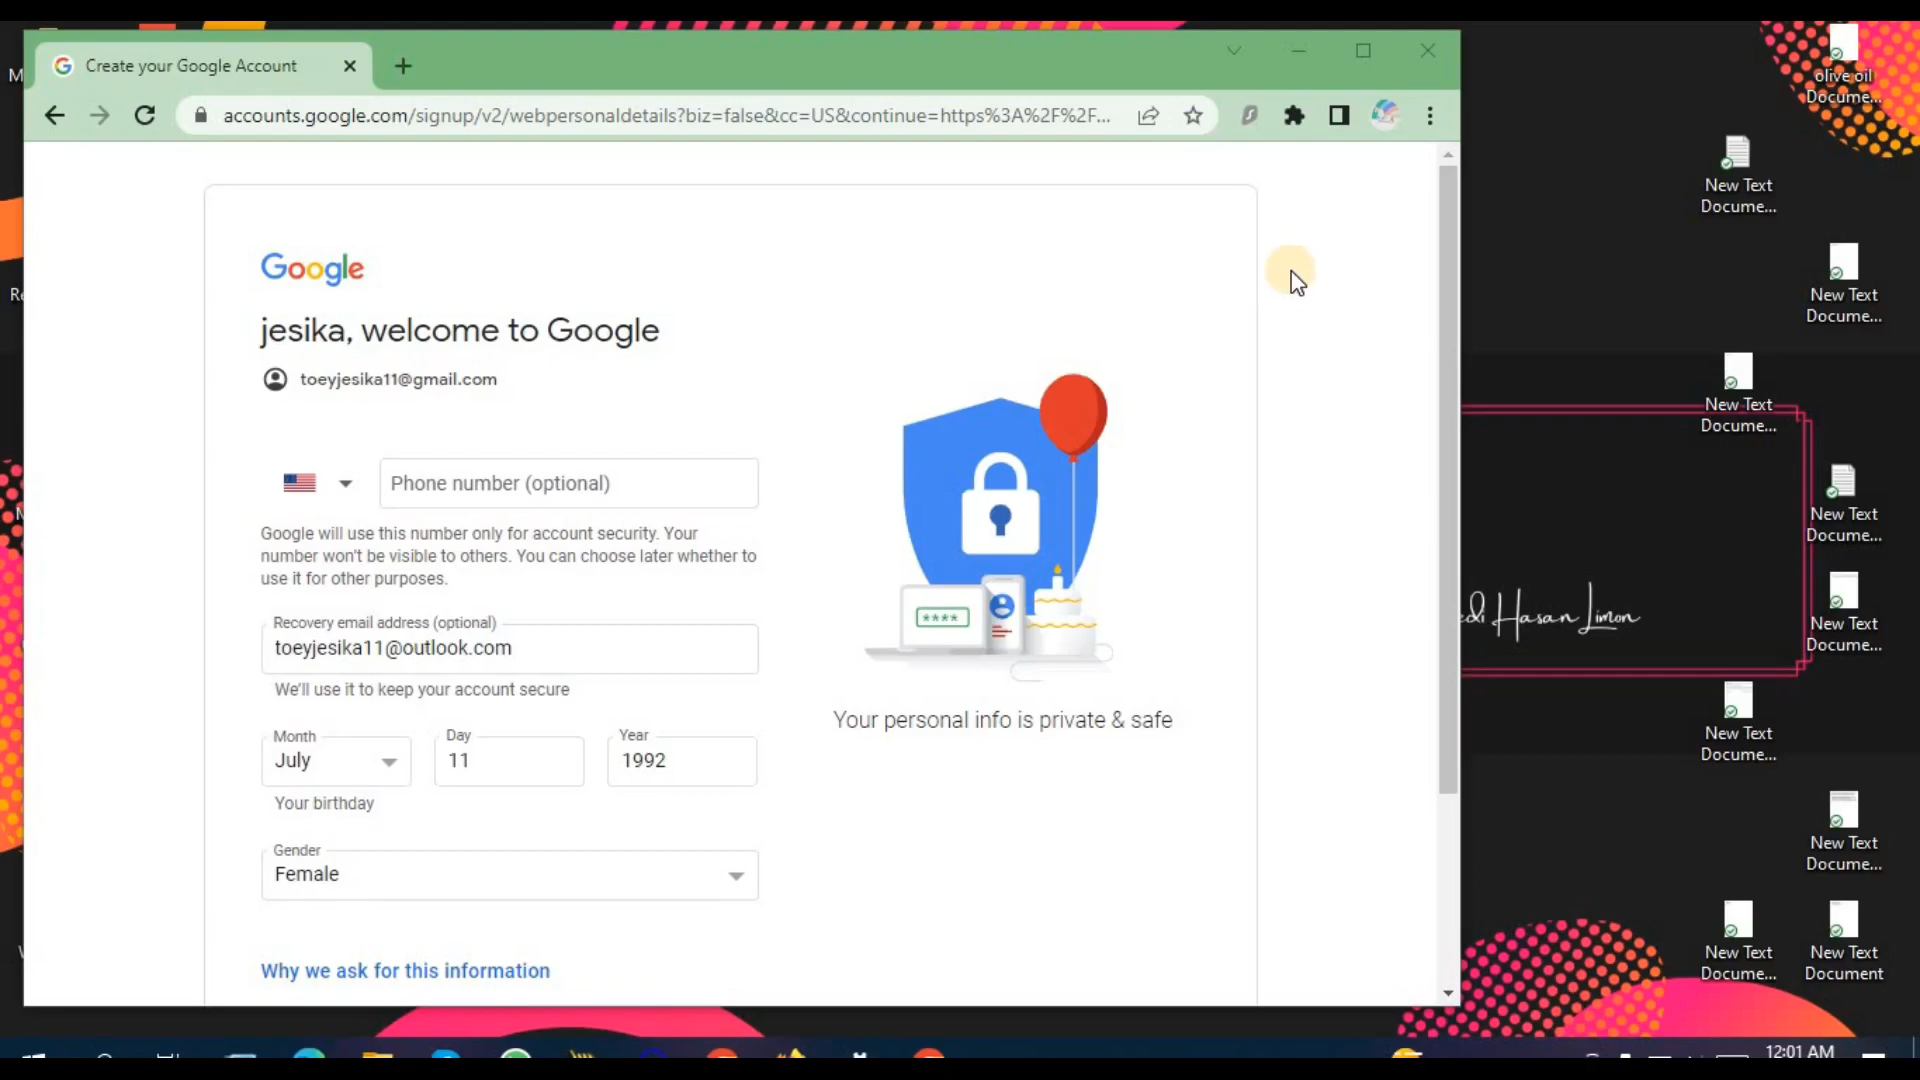 Create your Google Account
accounts.google.com/signup/v2/webpersonaldetails?biz=false&cc=US&continue=https%3A%2F%2F...
Google
jesika, welcome to Google
toeyjesika11@gmail.com
Phone number (optional)
Google will use this number only for account security. Your
number won't be visible to others. You can choose later whether to
use it for other purposes.
Recovery email address (optional)
toeyjesika11@outlook.com
We'll use it to keep your account secure
Month
July
Day
11
Year
1992
Your birthday
Gender
Female
Why we ask for this information
****
Your personal info is private & safe
olive oil
Docume...
New Text
Docume...
New Text
Docume...
New Text
Docume...
New Text
Docume...
New Text
Docume...
New Text
Docume...
New Text
Docume...
New Text
Docume...
New Text
Document
Hasan Limon
12:01 AM